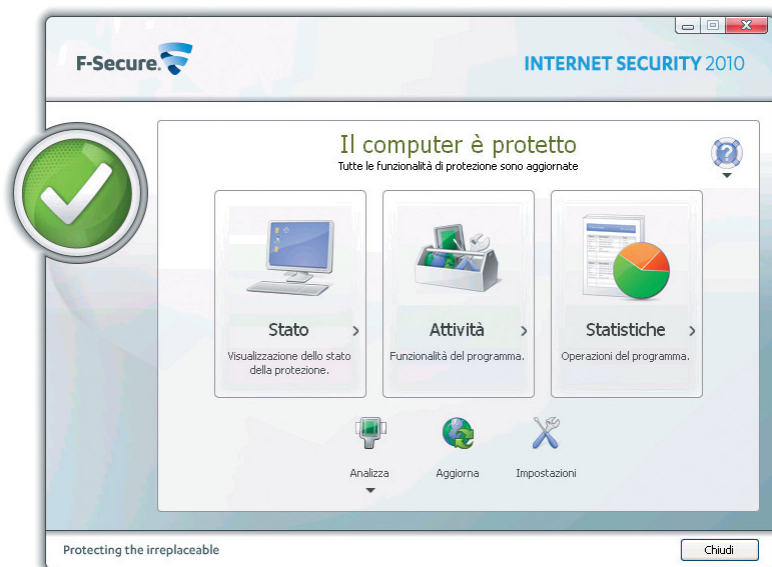 F-Secure.
INTERNET SECURITY 2010
Il computer è protetto
Tutte le funzionalità di protezione sono aggiornate
Stato
Visualizzazione dello stato
della protezione.
Attività
Funzionalità del programma.
Statistiche
Operazioni del programma.
Analizza
Aggiorna
Impostazioni
Protecting the irreplaceable
Chiudi